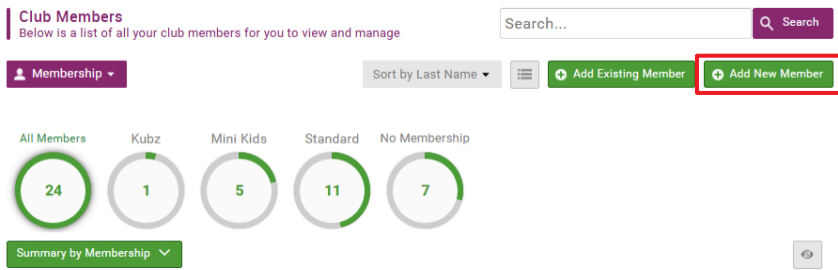 Club Members
Below is a list of all your club members for you to view and manage
Search...
Search
Membership
Sort by Last Name
Add Existing Member
Add New Member
All Members
Kubz
Mini Kids
Standard
No Membership
24
1
5
11
7
Summary by Membership